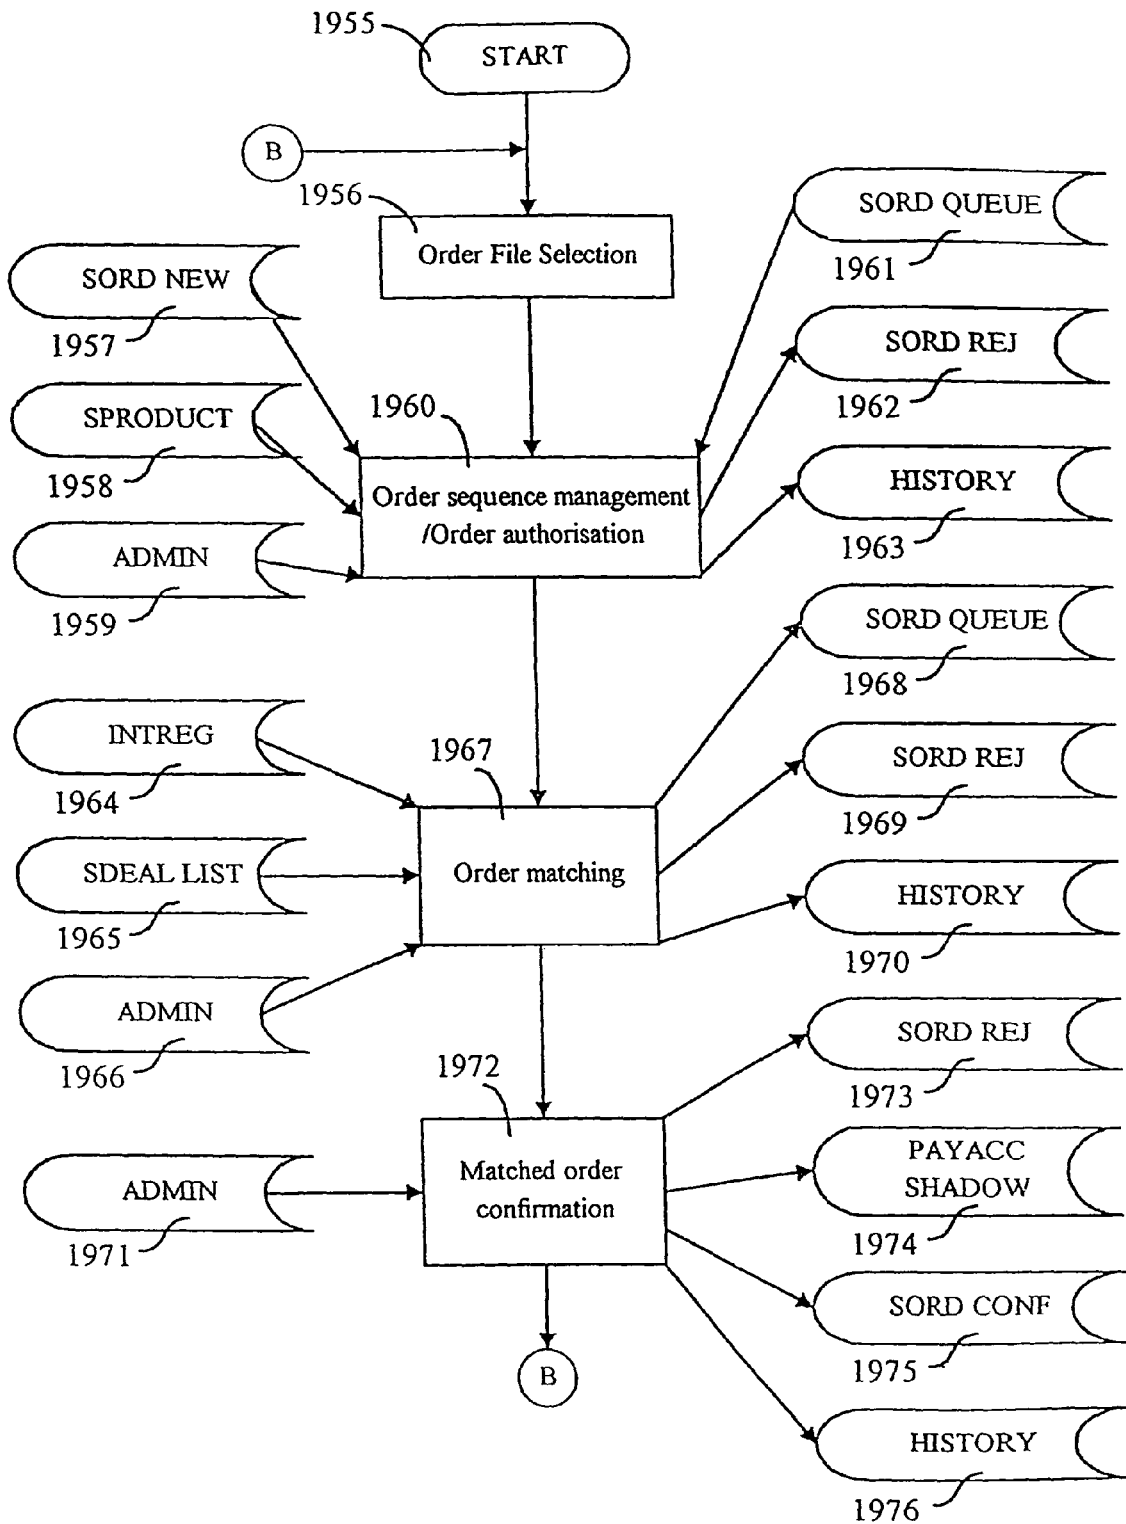 1955
START
B
1956
Order File Selection
SORD QUEUE
1961
SORD NEW
1957
SORD REJ
1962
SPRODUCT
1958
1960
Order sequence management
/Order authorisation
HISTORY
1963
ADMIN
1959
SORD QUEUE
1968
INTREG
1964
1967
SORD REJ
1969
SDEAL LIST
1965
Order matching
HISTORY
1970
ADMIN
1966
SORD REJ
1973
1972
Matched order
confirmation
PAYACC
SHADOW
1974
ADMIN
1971
SORD CONF
1975
B
HISTORY
1976